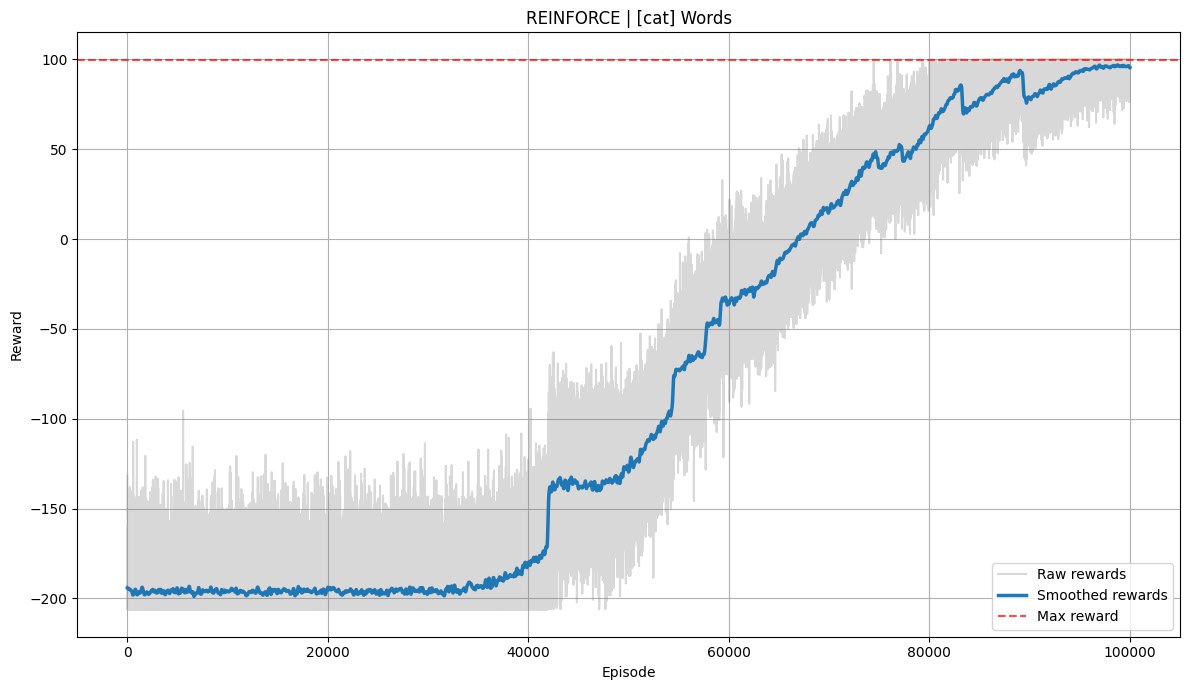 REINFORCE | [cat] Words
100
50
0
−50
−100
−150
−200
Reward
0
20000
40000
60000
80000
100000
Episode
Raw rewards
Smoothed rewards
Max reward